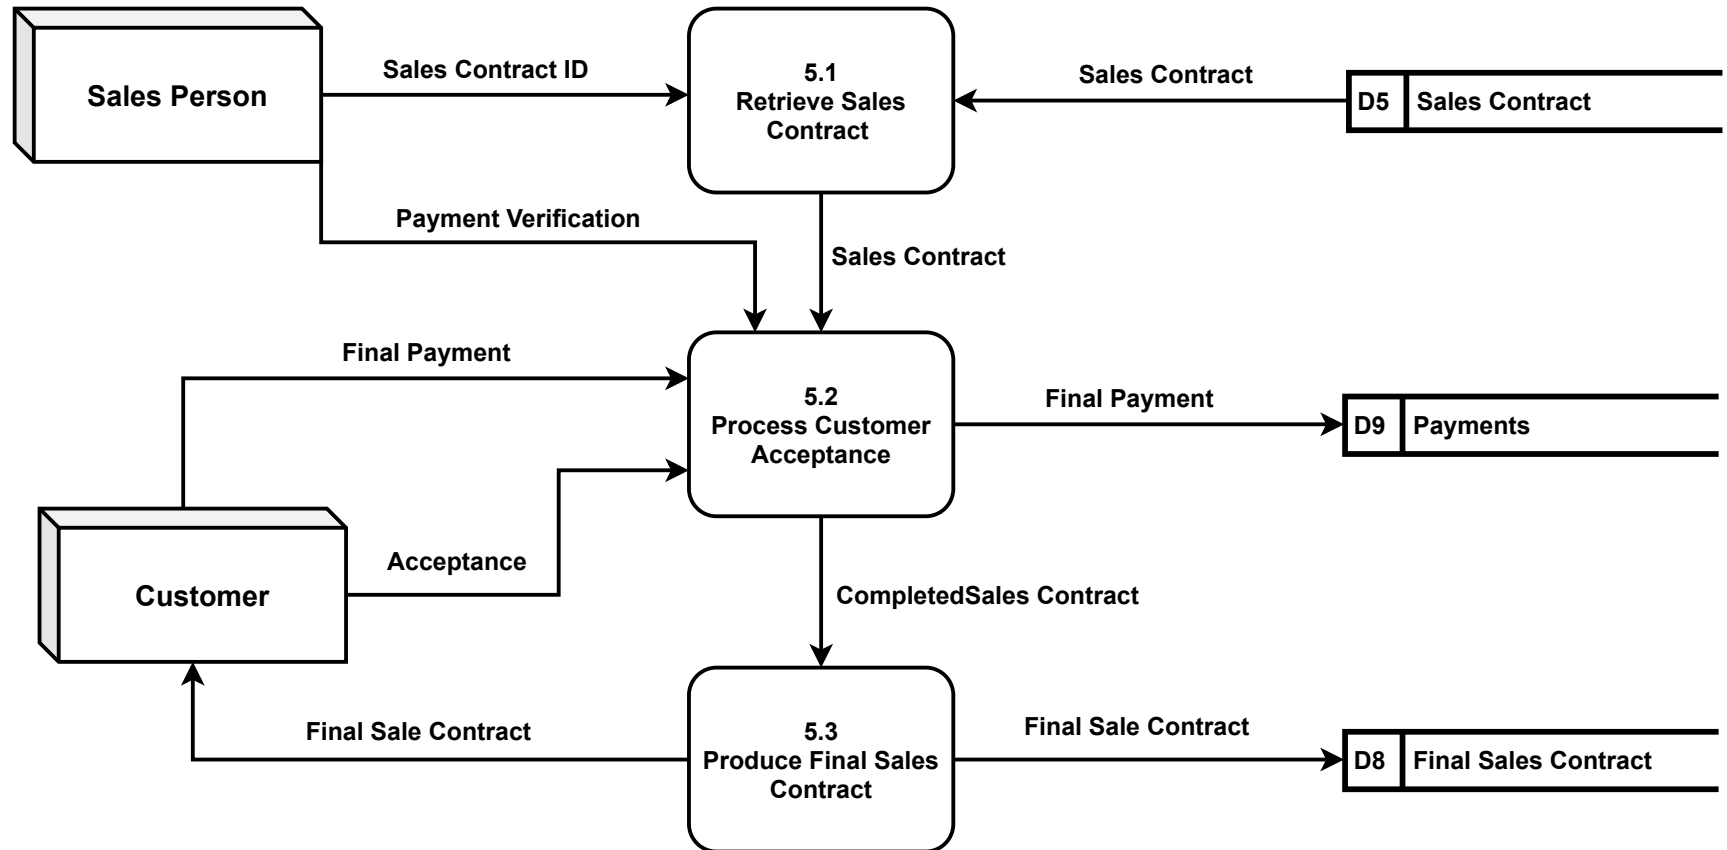 Sales Person
Sales Contract ID
5.1
Retrieve Sales
Contract
Sales Contract
D5
Sales Contract
Payment Verification
Sales Contract
Final Payment
5.2
Process Customer
Acceptance
Final Payment
D9
Payments
Customer
Acceptance
CompletedSales Contract
Final Sale Contract
5.3
Produce Final Sales
Contract
Final Sale Contract
D8
Final Sales Contract